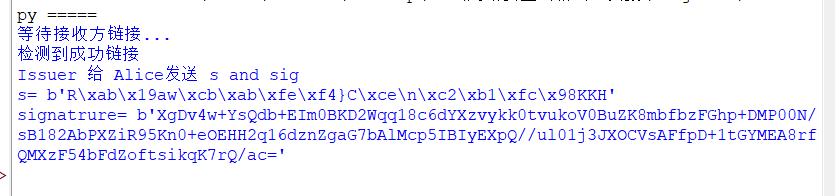 py =====
等待接收方链接...
检测到成功链接
Issuer 给 Alice发送 s and sig
s= b'R\xab\x19aw\xcb\xab\xfe\xf4}C\xce\n\xc2\xb1\xfc\x98KKH'
signatrure= b'XgDv4w+YsQdb+EIm0BKD2Wqq18c6dYXzvykk0tvukoV0BuZK8mbfbzFGhp+DMP00N/
sB182AbPXZiR95Kn0+eOEHH2q16dznZgaG7bAlMcp5IBIyEXpQ//ul01j3JXOCVsAFfpD+1tGYMEA8rf
QMXzF54bFdZoftsikqK7rQ/ac='